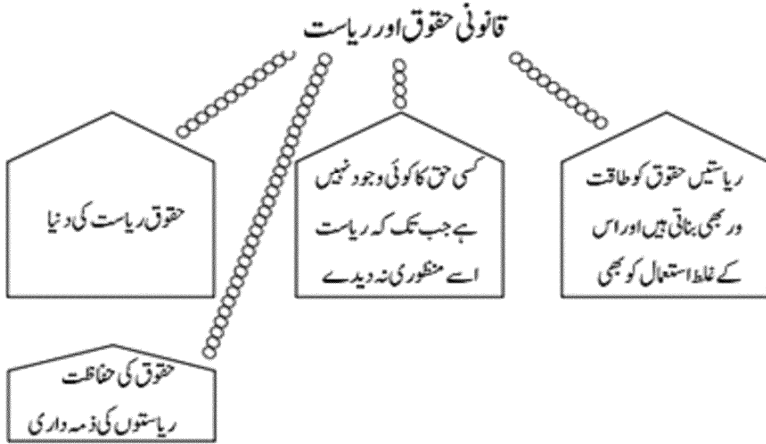 قانونی حقوق اور ریاست
ریاستیں حقوق کو طاقت
ور بھی بناتی ہیں اور اس
کے غلط استعمال کو بھی
کسی حق کا کوئی وجود نہیں
ہے جب تک کہ ریاست
اسے منظوری نہ دیدے
حقوق ریاست کی دنیا
حقوق کی حفاظت
ریاستوں کی ذمہ داری